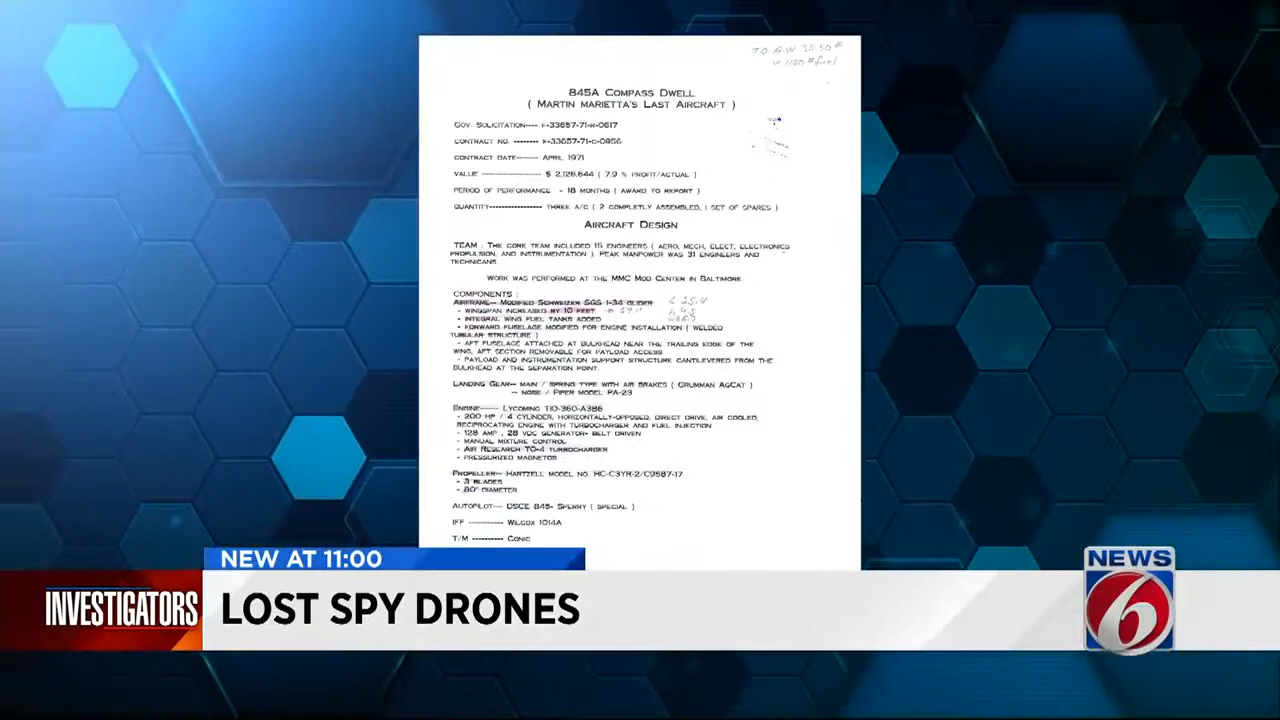 TO G.W 3530#
W 1180 # fuel
845A COMPASS DWELL
( MARTIN MARIETTA'S LAST AIRCRAFT )
GOV. SOLICITATION---- F-33657-71-R-0617
CONTRACT NO. -------- F-33657-71-C-0956
CONTRACT DATE------- APRIL 1971
VALUE ------------------- $ 2,126,644 ( 7.9 % PROFIT/ACTUAL )
PERIOD OF PERFORMANCE - 18 MONTHS ( AWARD TO REPORT )
QUANTITY----------------- THREE A/C ( 2 COMPLETLY ASSEMBLED, 1 SET OF SPARES )
AIRCRAFT DESIGN
TEAM : THE CORE TEAM INCLUDED 15 ENGINEERS ( AERO, MECH, ELECT, ELECTRONICS
PROPULSION, AND INSTRUMENTATION ). PEAK MANPOWER WAS 31 ENGINEERS AND
TECHNICANS.
WORK WAS PERFORMED AT THE MMC MOD CENTER IN BALTIMORE.
COMPONENTS :
AIRFRAME-- MODIFIED SCHWEIZER SGS 1-34 GLIDER
L 25.4
- WINGSPAN INCREASED BY 10 FEET
- INTEGRAL WING FUEL TANKS ADDED
- FORWARD FUSELAGE MODIFIED FOR ENGINE INSTALLATION ( WELDED
TUBULAR STRUCTURE )
- AFT FUSELAGE ATTACHED AT BULKHEAD NEAR THE TRAILING EDGE OF THE
WING, AFT SECTION REMOVABLE FOR PAYLOAD ACCESS
- PAYLOAD AND INSTRUMENTATION SUPPORT STRUCTURE CANTILEVERED FROM THE
BULKHEAD AT THE SEPARATION POINT.
LANDING GEAR-- MAIN / SPRING TYPE WITH AIR BRAKES ( GRUMMAN AGCAT )
-- NOSE / PIPER MODEL PA-23
ENGINE------ LYCOMING TIO-360-A3B6
- 200 HP / 4 CYLINDER, HORIZONTALLY-OPPOSED, DIRECT DRIVE, AIR COOLED,
RECIPROCATING ENGINE WITH TURBOCHARGER AND FUEL INJECTION
- 128 AMP , 28 VDC GENERATOR- BELT DRIVEN
- MANUAL MIXTURE CONTROL
- AIR RESEARCH TO-4 TURBOCHARGER
- PRESSURIZED MAGNETOS
PROPELLER-- HARTZELL MODEL NO. HC-C3YR-2/C9587-17
- 3 BLADES
- 80" DIAMETER
AUTOPILOT--- DSCE 845- SPERRY ( SPECIAL )
IFF ---------- WILCOX 1014A
T/M ---------- CONIC
NEW AT 11:00
INVESTIGATORS
LOST SPY DRONES
NEWS
6